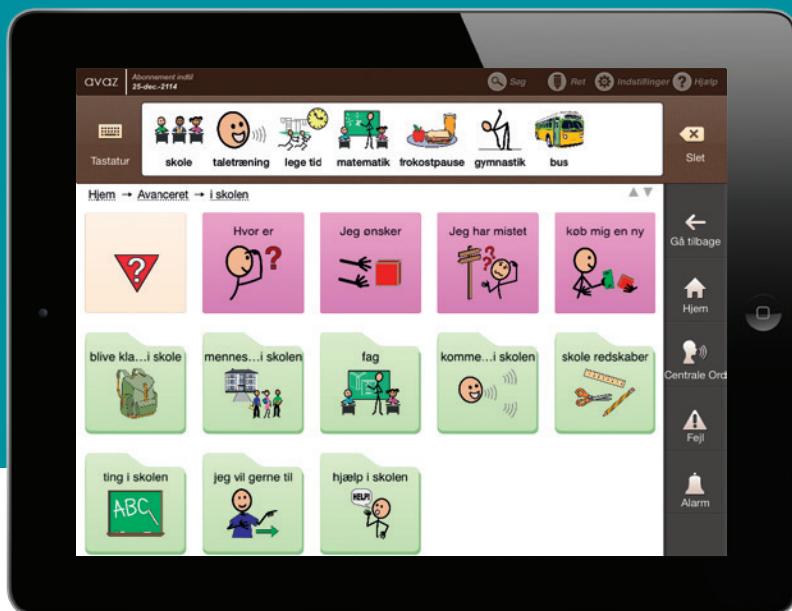 avaz
Abonnement indtil
25-dec.-2114
Søg
Ret
Indstillinger
? Hjælp
Tastatur
skole
taletræning
lege tid
matematik
frokostpause
gymnastik
bus
Slet
Hjem → Avanceret → i skolen
?
Hvor er
?
Jeg ønsker
Jeg har mistet
???
køb mig en ny
blive kla...i skole
mennes...i skolen
fag
komme...i skolen
skole redskaber
ting i skolen
ABC
jeg vil gerne til
hjælp i skolen
HELP!
Gå tilbage
Hjem
Centrale Ord
Fejl
Alarm